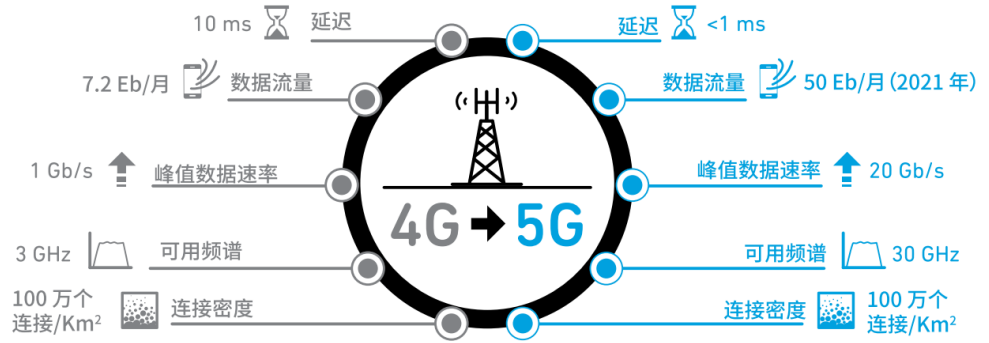 10 ms 延迟
7.2 Eb/月 数据流量
1 Gb/s 峰值数据速率
3 GHz 可用频谱
100 万个
连接/Km² 连接密度
4G 5G
延迟 <1 ms
数据流量 50 Eb/月（2021 年）
峰值数据速率 20 Gb/s
可用频谱 30 GHz
连接密度 100 万个
连接/Km²